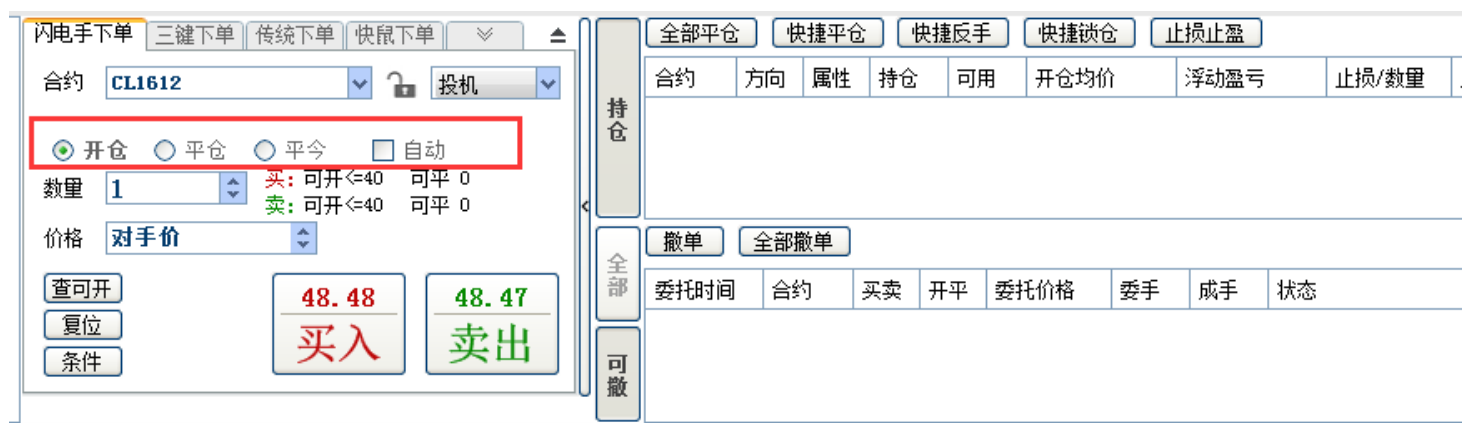 闪电手下单 三键下单 传统下单 快鼠下单
合约 CL1612 投机
开仓 平仓 平今 自动
数量 1 买：可开<=40 可平 0
卖：可开<=40 可平 0
价格 对手价
查可开
复位
条件
48.48
买入
48.47
卖出
持仓
全部
可撤
全部平仓 快捷平仓 快捷反手 快捷锁仓 止损止盈
合约 方向 属性 持仓 可用 开仓均价 浮动盈亏 止损/数量
撤单 全部撤单
委托时间 合约 买卖 开平 委托价格 委手 成手 状态